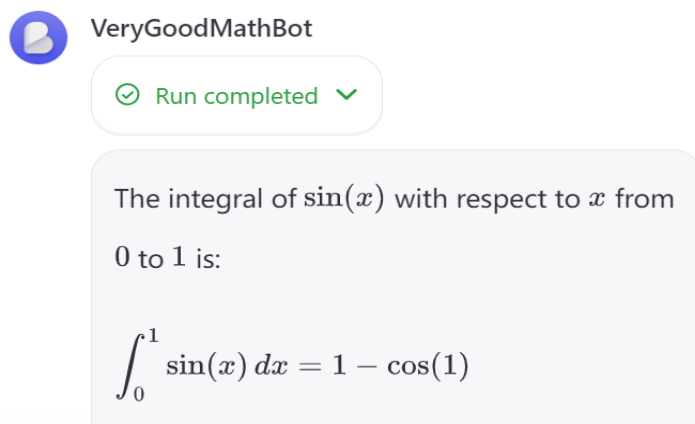 VeryGoodMathBot
Run completed
The integral of sin(x) with respect to x from
0 to 1 is:
∫₀¹ sin(x) dx = 1 − cos(1)